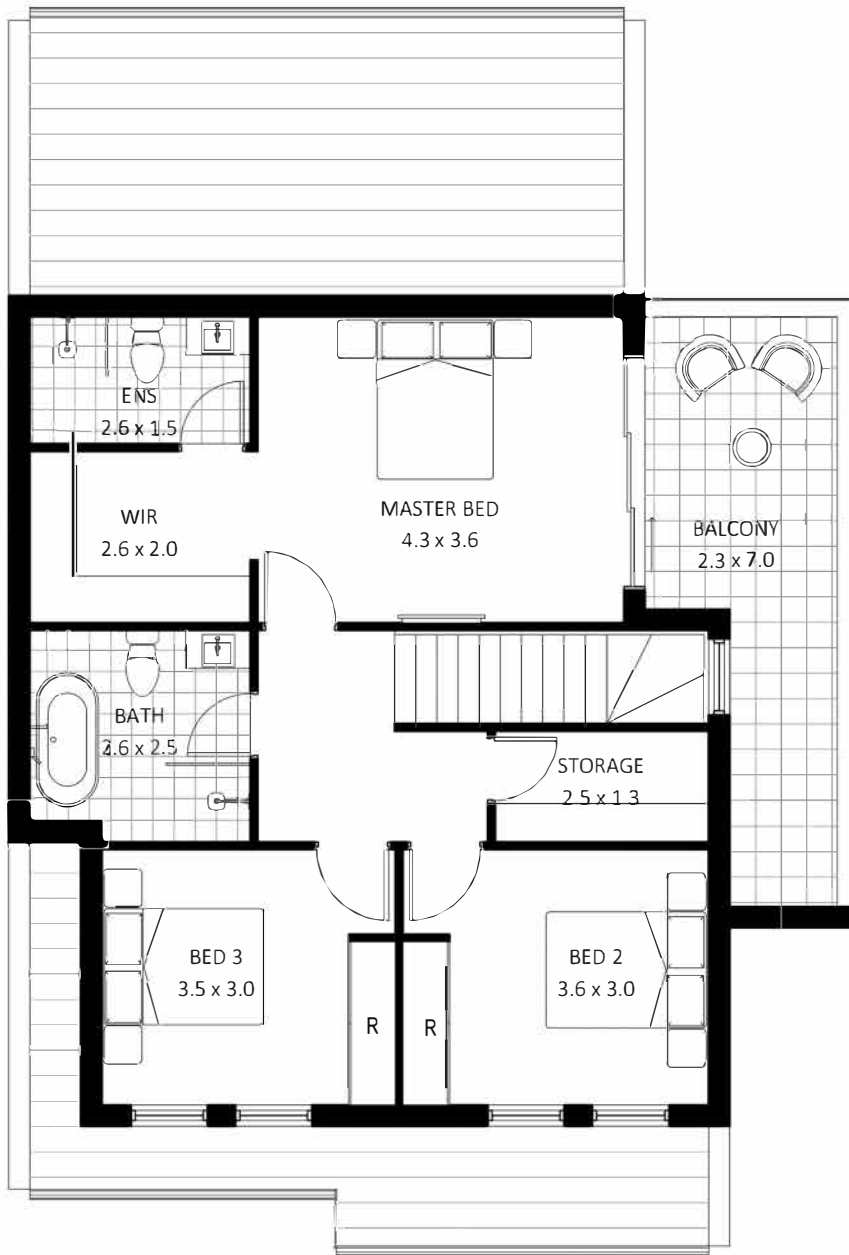 ENS
2.6 x 1.5
WIR
2.6 x 2.0
MASTER BED
4.3 x 3.6
BALCONY
2.3 x 7.0
BATH
2.6 x 2.5
STORAGE
2 5 x 1 3
BED 3
3.5 x 3.0
R
BED 2
3.6 x 3.0
R